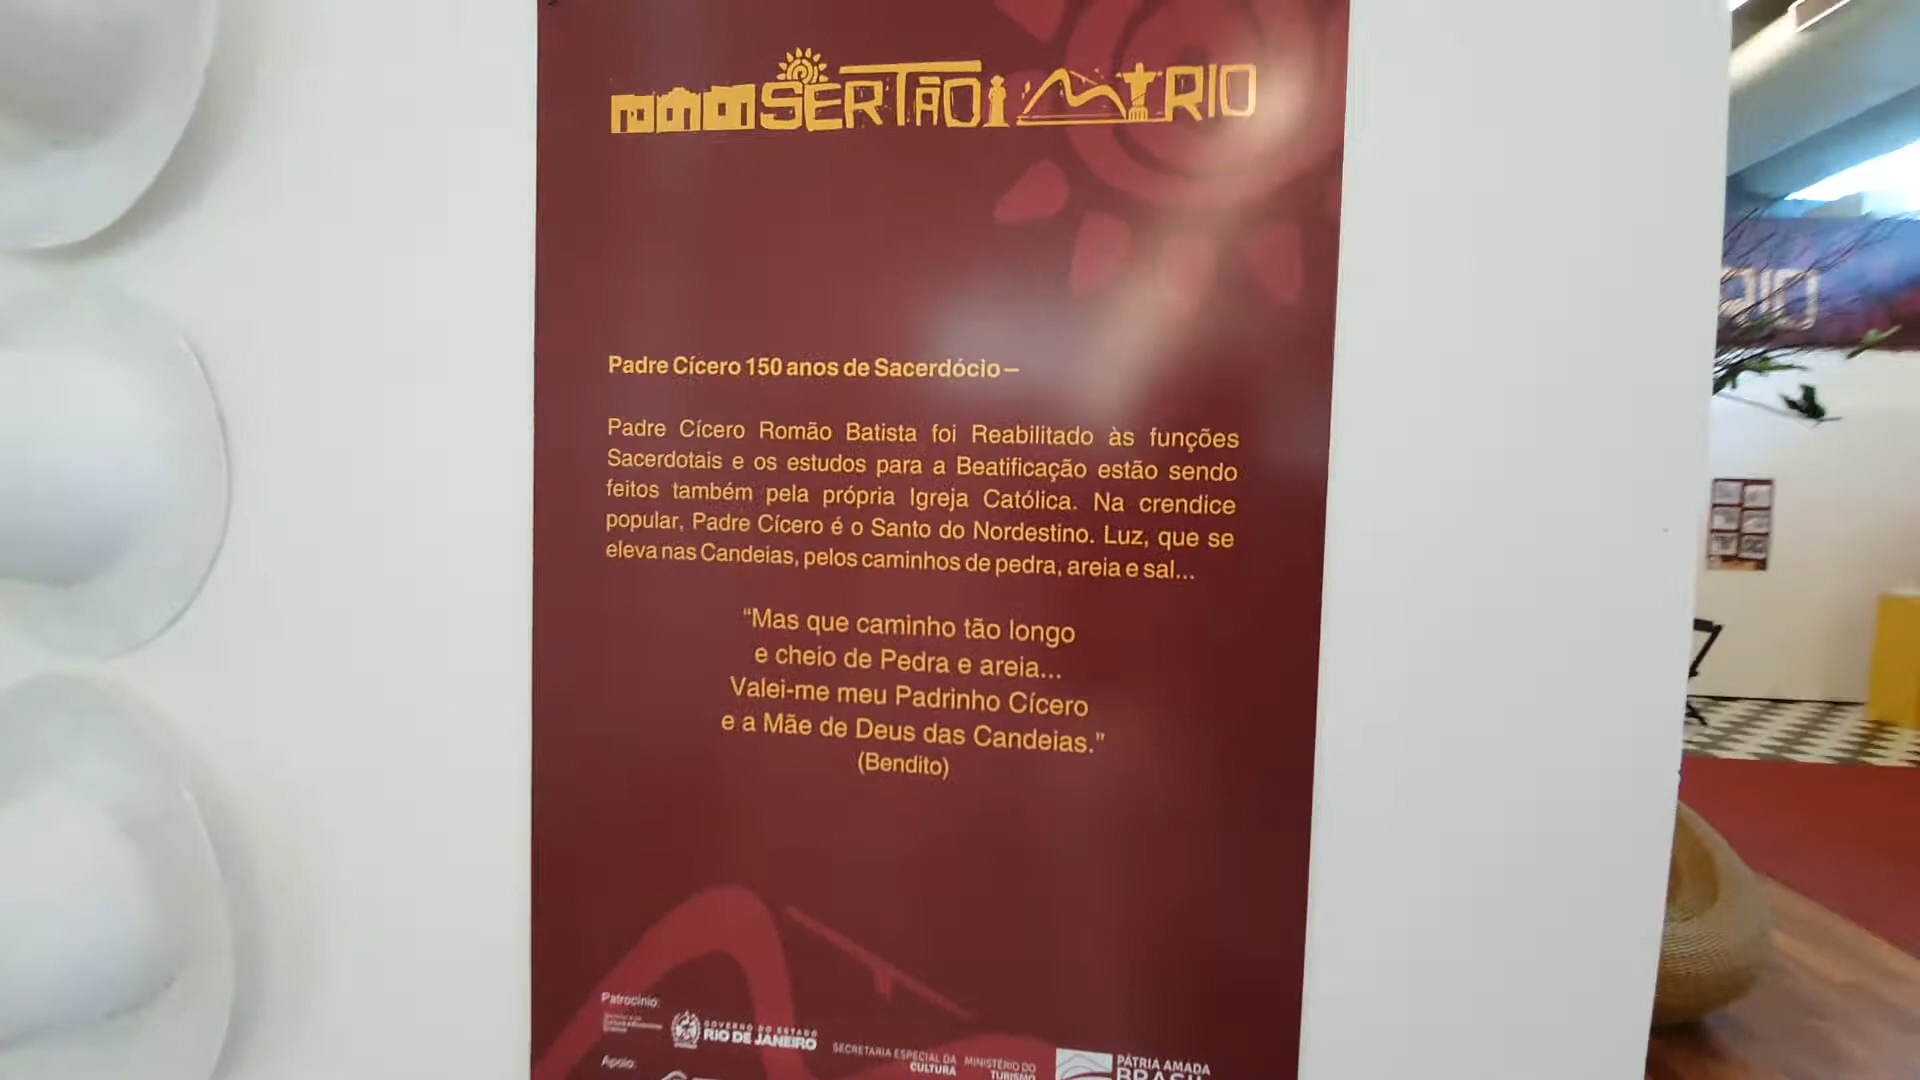 SERTÃO RIO
Padre Cícero 150 anos de Sacerdócio –
Padre Cícero Romão Batista foi Reabilitado às funções
Sacerdotais e os estudos para a Beatificação estão sendo
feitos também pela própria Igreja Católica. Na crendice
popular, Padre Cícero é o Santo do Nordestino. Luz, que se
eleva nas Candeias, pelos caminhos de pedra, areia e sal...
“Mas que caminho tão longo
e cheio de Pedra e areia...
Valei-me meu Padrinho Cícero
e a Mãe de Deus das Candeias."
(Bendito)
Patrocínio:
GOVERNO DO ESTADO
RIO DE JANEIRO
SECRETARIA ESPECIAL DA
CULTURA
MINISTÉRIO DO
TURISMO
PÁTRIA AMADA
BRASIL
Apoio: